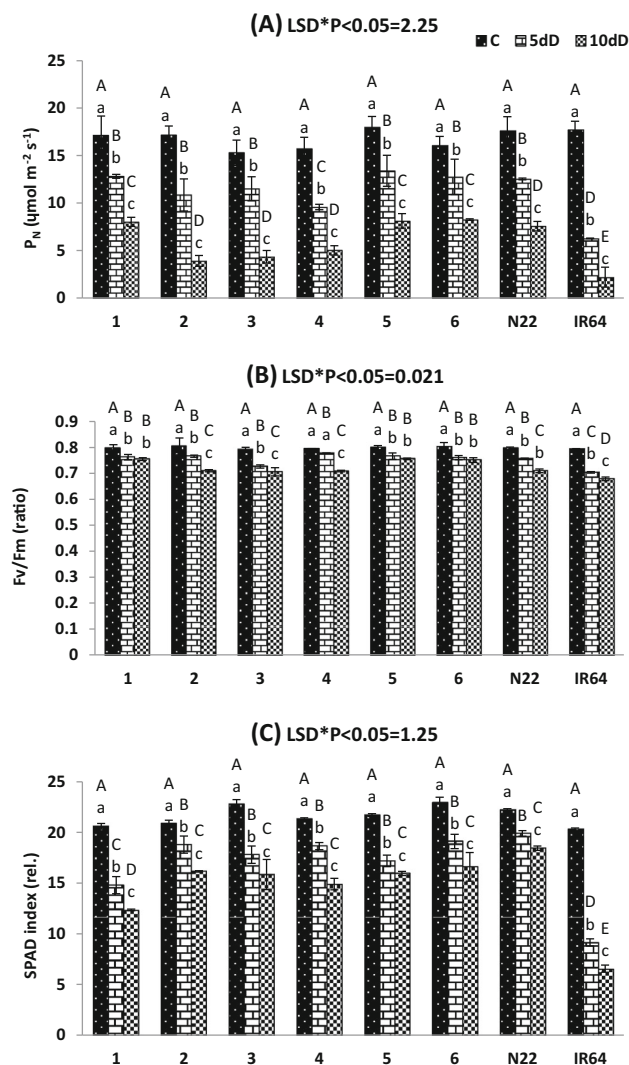 (A) LSD*P<0.05=2.25
C 5dD 10dD
25
20
15
10
5
0
P_N (µmol m⁻² s⁻¹)
A A A A A A A A
a a a a a a a a
B B B C B B B D
b b b b b b b b
C D D D C C D E
c c c c c c c c
1 2 3 4 5 6 N22 IR64
(B) LSD*P<0.05=0.021
0.9
0.8
0.7
0.6
0.5
0.4
0.3
0.2
0.1
0
Fv/Fm (ratio)
A A A A A A A A
a a a a a a a a
B B B B B B B C
b b b a b b b b
B C C C B B C D
b c c c b b b c
1 2 3 4 5 6 N22 IR64
(C) LSD*P<0.05=1.25
25
20
15
10
5
0
SPAD index (rel.)
A A A A A A A A
a a a a a a a a
C B B B B B B D
b b b b b b b b
D C C C C C C E
c c c c c c c c
1 2 3 4 5 6 N22 IR64